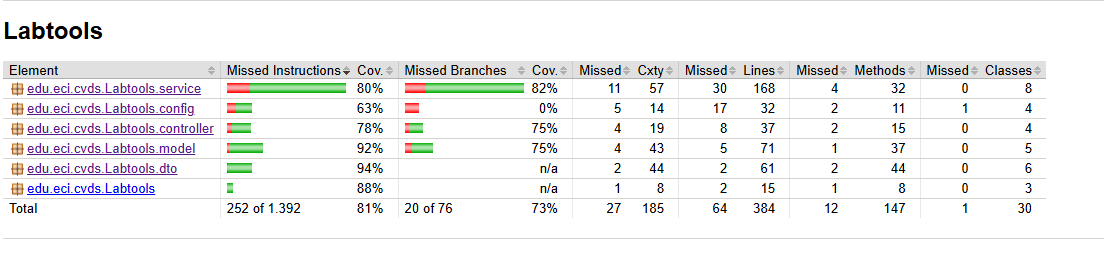 Labtools
Element Missed Instructions Cov. Missed Branches Cov. Missed Cxty Missed Lines Missed Methods Missed Classes
edu.eci.cvds.Labtools.service 80% 82% 11 57 30 168 4 32 0 8
edu.eci.cvds.Labtools.config 63% 0% 5 14 17 32 2 11 1 4
edu.eci.cvds.Labtools.controller 78% 75% 4 19 8 37 2 15 0 4
edu.eci.cvds.Labtools.model 92% 75% 4 43 5 71 1 37 0 5
edu.eci.cvds.Labtools.dto 94% n/a 2 44 2 61 2 44 0 6
edu.eci.cvds.Labtools 88% n/a 1 8 2 15 1 8 0 3
Total 252 of 1.392 81% 20 of 76 73% 27 185 64 384 12 147 1 30